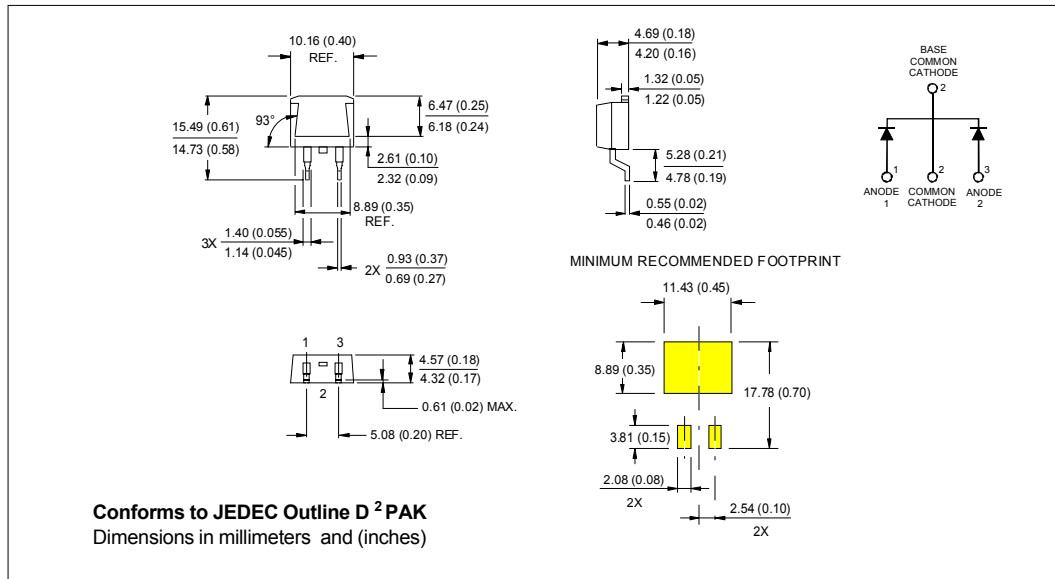 10.16 (0.40)
REF.
15.49 (0.61)
14.73 (0.58)
93°
6.47 (0.25)
6.18 (0.24)
2.61 (0.10)
2.32 (0.09)
8.89 (0.35)
REF.
3X
1.40 (0.055)
1.14 (0.045)
2X
0.93 (0.37)
0.69 (0.27)
4.69 (0.18)
4.20 (0.16)
1.32 (0.05)
1.22 (0.05)
5.28 (0.21)
4.78 (0.19)
0.55 (0.02)
0.46 (0.02)
BASE
COMMON
CATHODE
2
1
2
3
ANODE
1
COMMON
CATHODE
ANODE
2
1 3
2
4.57 (0.18)
4.32 (0.17)
0.61 (0.02) MAX.
5.08 (0.20) REF.
MINIMUM RECOMMENDED FOOTPRINT
11.43 (0.45)
8.89 (0.35)
17.78 (0.70)
3.81 (0.15)
2.08 (0.08)
2X
2.54 (0.10)
2X
Conforms to JEDEC Outline D 2 PAK
Dimensions in millimeters and (inches)